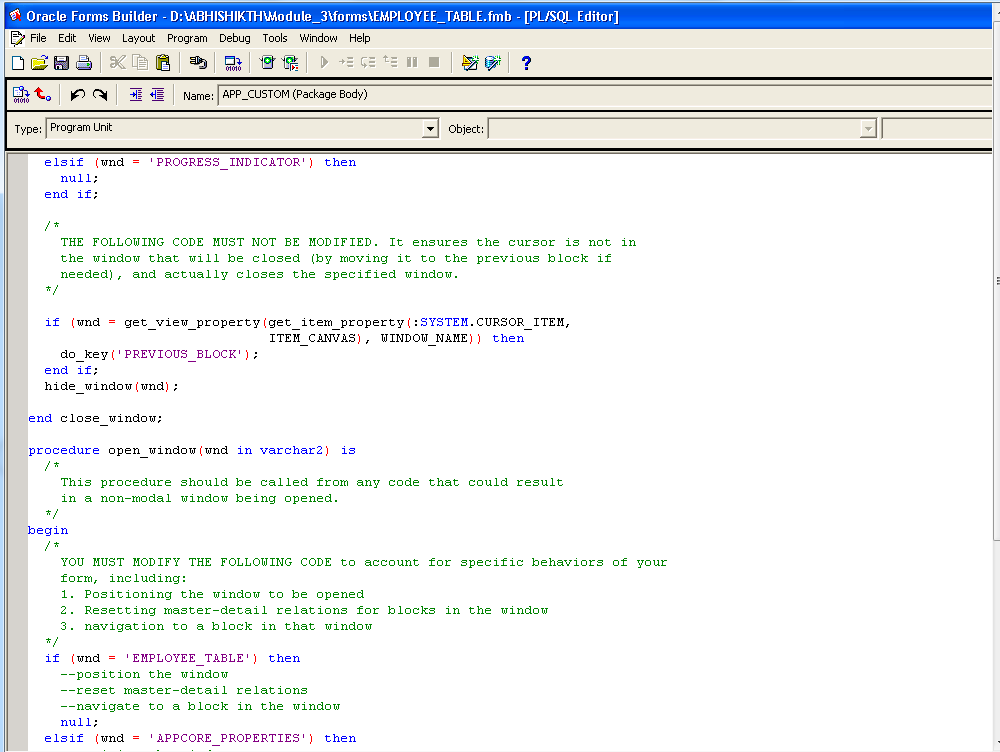 Oracle Forms Builder - D:\ABHISHIKTH\Module_3\forms\EMPLOYEE_TABLE.fmb - [PL/SQL Editor]
File Edit View Layout Program Debug Tools Window Help
Name: APP_CUSTOM (Package Body)
Type: Program Unit Object:
elsif (wnd = 'PROGRESS_INDICATOR') then
null;
end if;
/*
THE FOLLOWING CODE MUST NOT BE MODIFIED. It ensures the cursor is not in
the window that will be closed (by moving it to the previous block if
needed), and actually closes the specified window.
*/
if (wnd = get_view_property(get_item_property(:SYSTEM.CURSOR_ITEM,
ITEM_CANVAS), WINDOW_NAME)) then
do_key('PREVIOUS_BLOCK');
end if;
hide_window(wnd);
end close_window;
procedure open_window(wnd in varchar2) is
/*
This procedure should be called from any code that could result
in a non-modal window being opened.
*/
begin
/*
YOU MUST MODIFY THE FOLLOWING CODE to account for specific behaviors of your
form, including:
1. Positioning the window to be opened
2. Resetting master-detail relations for blocks in the window
3. navigation to a block in that window
*/
if (wnd = 'EMPLOYEE_TABLE') then
--position the window
--reset master-detail relations
--navigate to a block in the window
null;
elsif (wnd = 'APPCORE_PROPERTIES') then